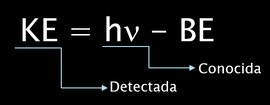 KE = hν – BE
Conocida
Detectada